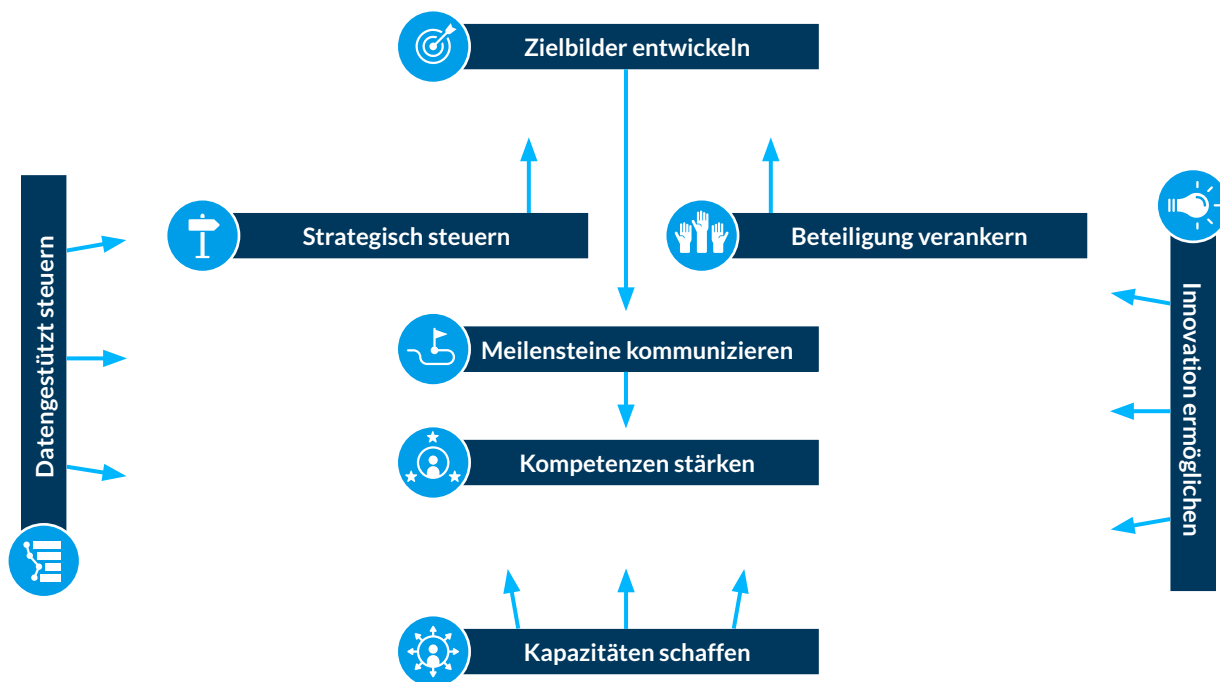 Zielbilder entwickeln
Strategisch steuern
Beteiligung verankern
Datengestützt steuern
Innovation ermöglichen
Meilensteine kommunizieren
Kompetenzen stärken
Kapazitäten schaffen